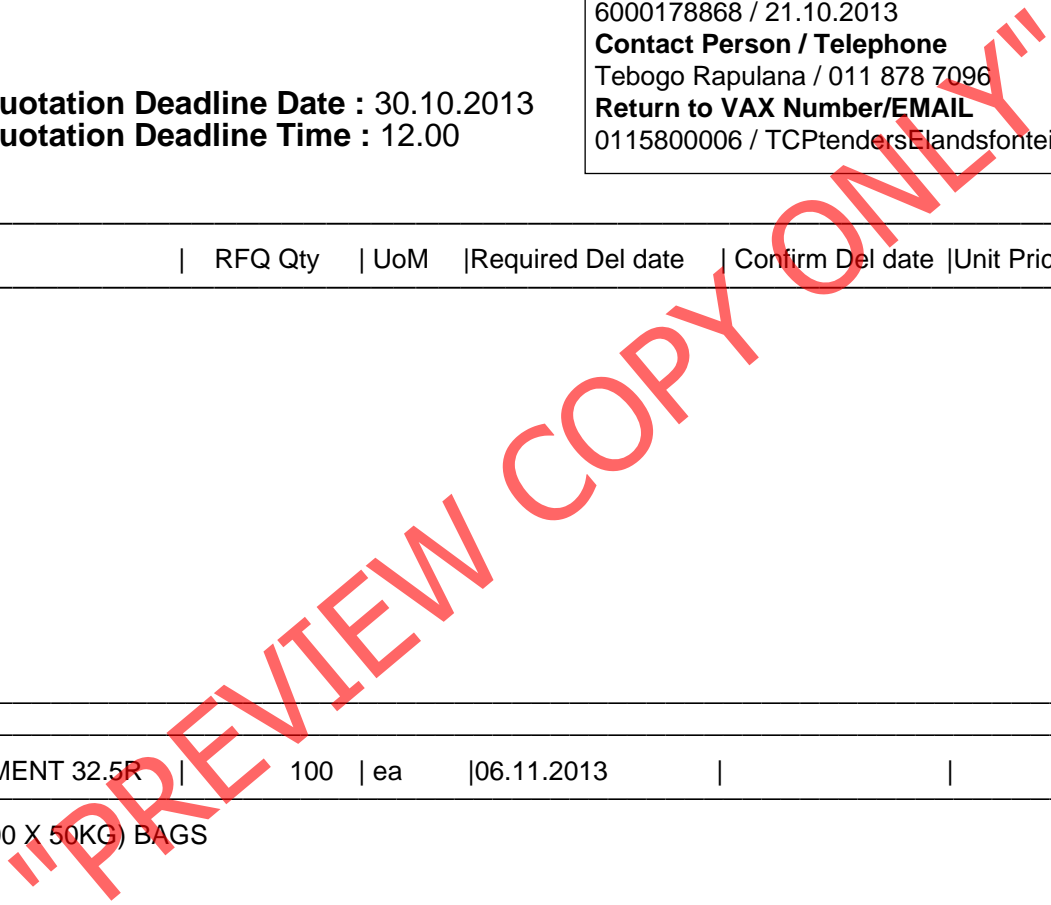 6000178868 / 21.10.2013
Contact Person / Telephone
Tebogo Rapulana / 011 878 7096
Return to VAX Number/EMAIL
0115800006 / TCPtendersElandsfontei
uotation Deadline Date : 30.10.2013
uotation Deadline Time : 12.00
| RFQ Qty | UoM |Required Del date | Confirm Del date |Unit Pric
MENT 32.5R | 100 | ea |06.11.2013 | |
00 X 50KG) BAGS
"PREVIEW COPY ONLY"